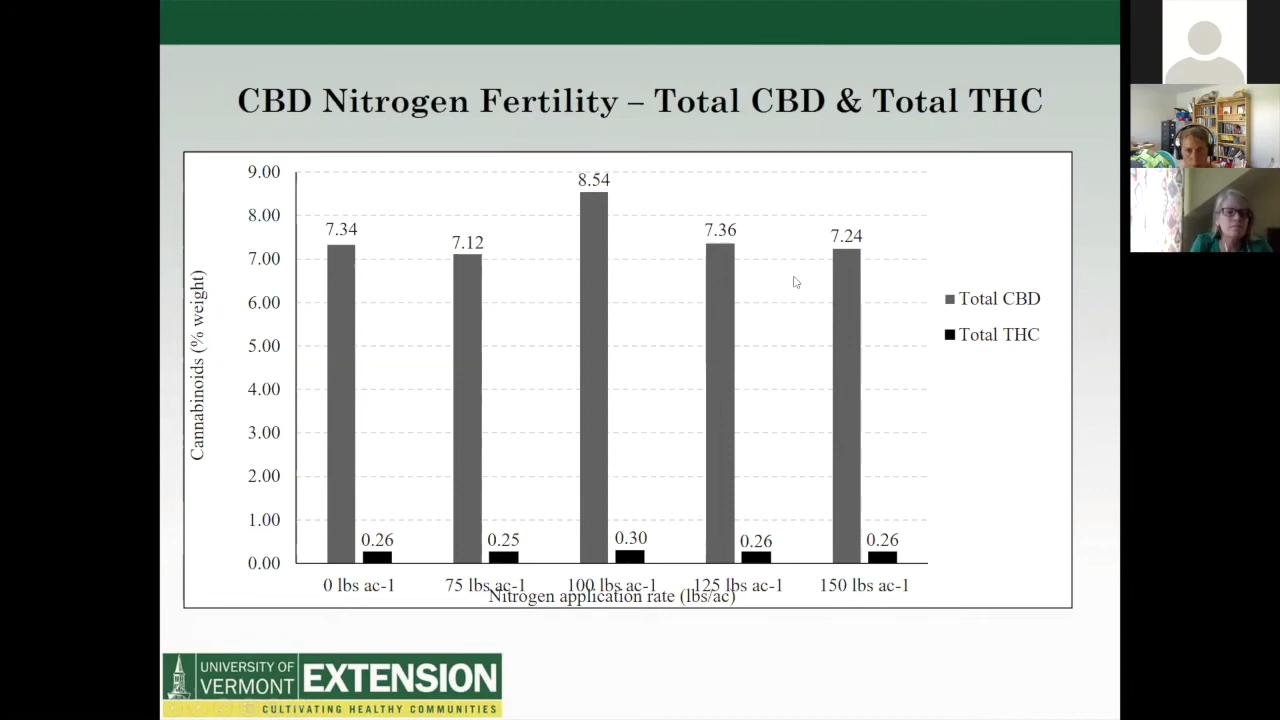 CBD Nitrogen Fertility – Total CBD & Total THC
9.00
8.00
7.00
6.00
5.00
4.00
3.00
2.00
1.00
0.00
Cannabinoids (% weight)
7.34
7.12
8.54
7.36
7.24
0.26
0.25
0.30
0.26
0.26
0 lbs ac-1
75 lbs ac-1
100 lbs ac-1
125 lbs ac-1
150 lbs ac-1
Nitrogen application rate (lbs/ac)
Total CBD
Total THC
UNIVERSITY OF
VERMONT
EXTENSION
CULTIVATING HEALTHY COMMUNITIES